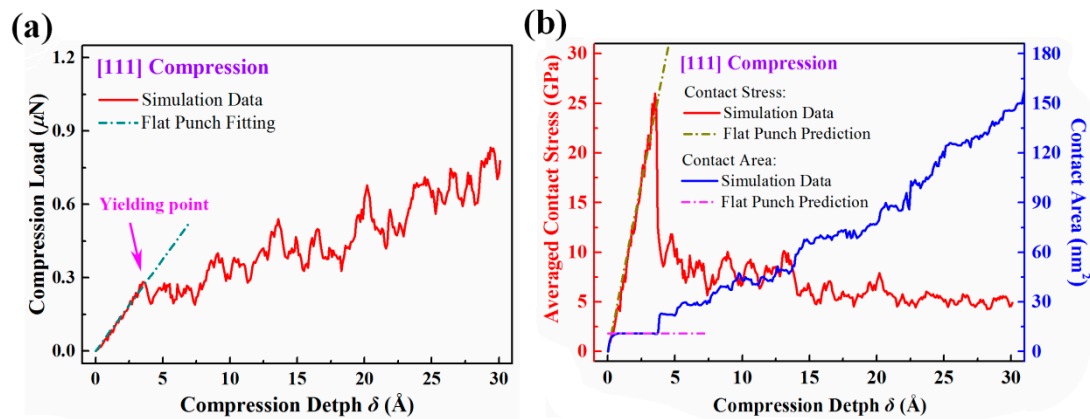 (a)
[111] Compression
Simulation Data
Flat Punch Fitting
Yielding point
Compression Load (μN)
1.2
0.9
0.6
0.3
0.0
0 5 10 15 20 25 30
Compression Detph δ (Å)
(b)
[111] Compression
Contact Stress:
Simulation Data
Flat Punch Prediction
Contact Area:
Simulation Data
Flat Punch Prediction
Averaged Contact Stress (GPa)
30
25
20
15
10
5
0
Contact Area (nm²)
180
150
120
90
60
30
0
0 5 10 15 20 25 30
Compression Detph δ (Å)